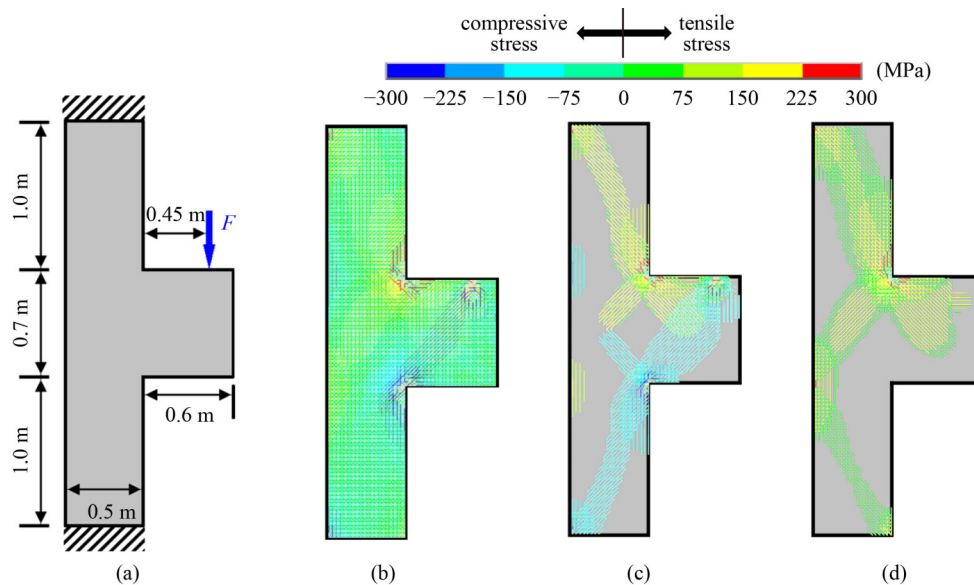 compressive tensile
stress stress
(MPa)
−300 −225 −150 −75 0 75 150 225 300
1.0 m
0.45 m
F
0.7 m
0.6 m
1.0 m
0.5 m
(a) (b) (c) (d)